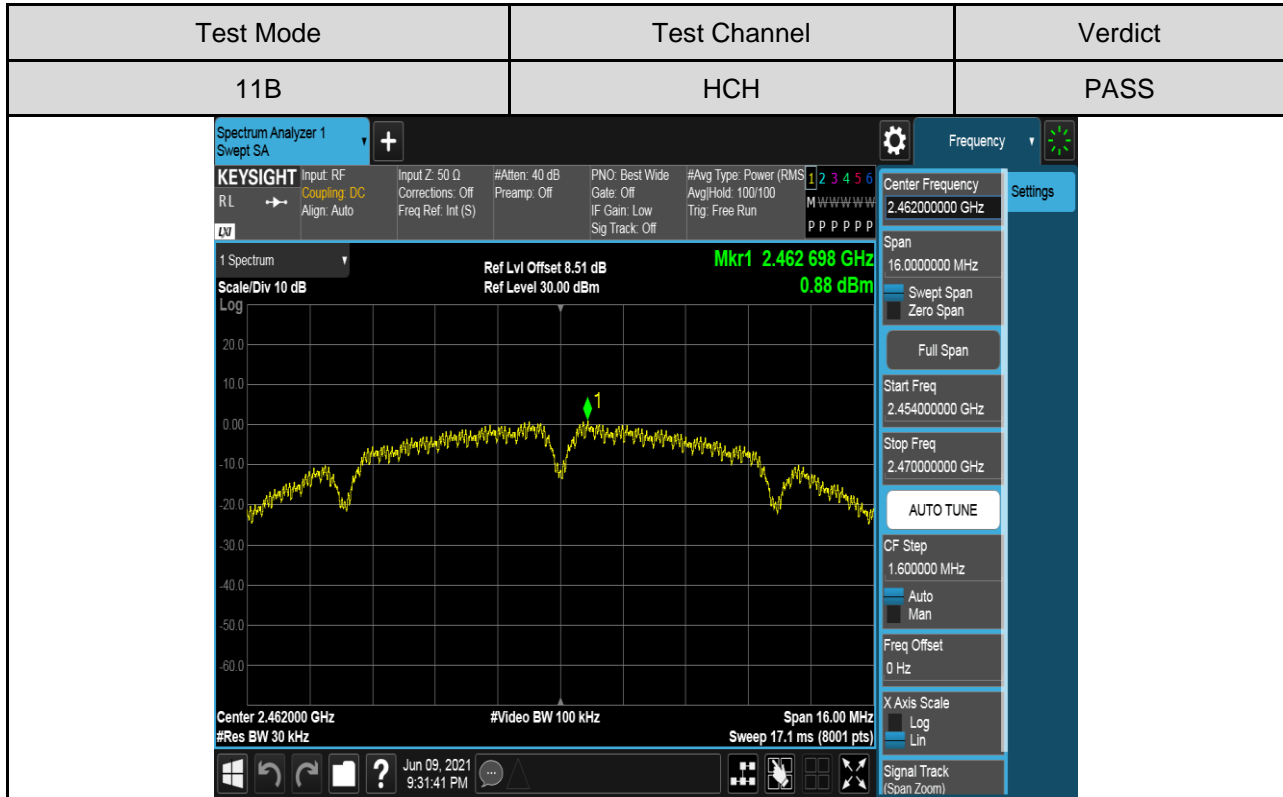 Test Mode Test Channel Verdict
11B HCH PASS
Spectrum Analyzer 1
Swept SA
+
Frequency
KEYSIGHT
RL
LXI
Input: RF
Coupling: DC
Align: Auto
Input Z: 50 Ω
Corrections: Off
Freq Ref: Int (S)
#Atten: 40 dB
Preamp: Off
PNO: Best Wide
Gate: Off
IF Gain: Low
Sig Track: Off
#Avg Type: Power (RMS
Avg|Hold: 100/100
Trig: Free Run
1 2 3 4 5 6
M W W W W W
P P P P P P
1 Spectrum
Scale/Div 10 dB
Ref Lvl Offset 8.51 dB
Ref Level 30.00 dBm
Mkr1 2.462 698 GHz
0.88 dBm
Log
20.0
10.0
0.00
-10.0
-20.0
-30.0
-40.0
-50.0
-60.0
1
Center 2.462000 GHz
#Res BW 30 kHz
#Video BW 100 kHz
Span 16.00 MHz
Sweep 17.1 ms (8001 pts)
Center Frequency
2.462000000 GHz
Settings
Span
16.0000000 MHz
Swept Span
Zero Span
Full Span
Start Freq
2.454000000 GHz
Stop Freq
2.470000000 GHz
AUTO TUNE
CF Step
1.600000 MHz
Auto
Man
Freq Offset
0 Hz
X Axis Scale
Log
Lin
Signal Track
(Span Zoom)
?
Jun 09, 2021
9:31:41 PM